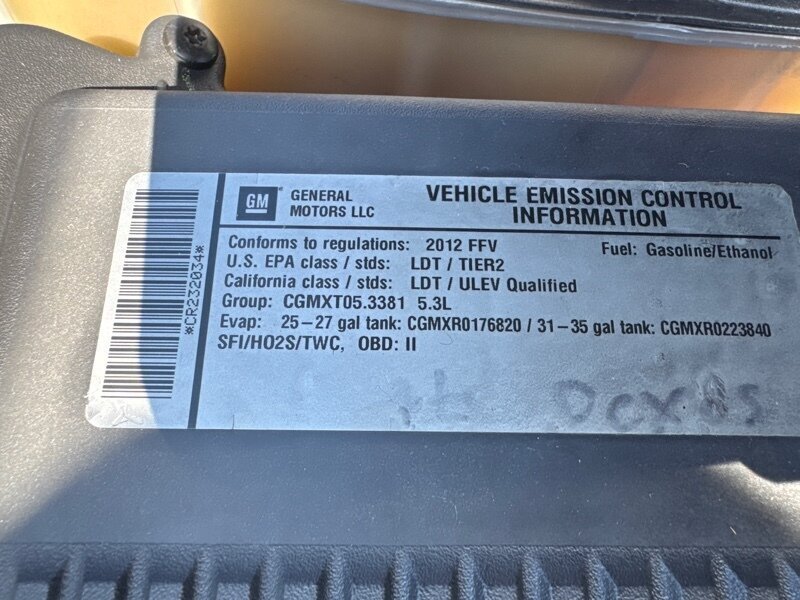 GM
GENERAL
MOTORS LLC
VEHICLE EMISSION CONTROL
INFORMATION
Conforms to regulations: 2012 FFV
Fuel: Gasoline/Ethanol
U.S. EPA class / stds: LDT / TIER2
California class / stds: LDT / ULEV Qualified
Group: CGMXT05.3381 5.3L
Evap: 25-27 gal tank: CGMXR0176820 / 31-35 gal tank: CGMXR0223840
SFI/HO2S/TWC, OBD: II
*CR232034*